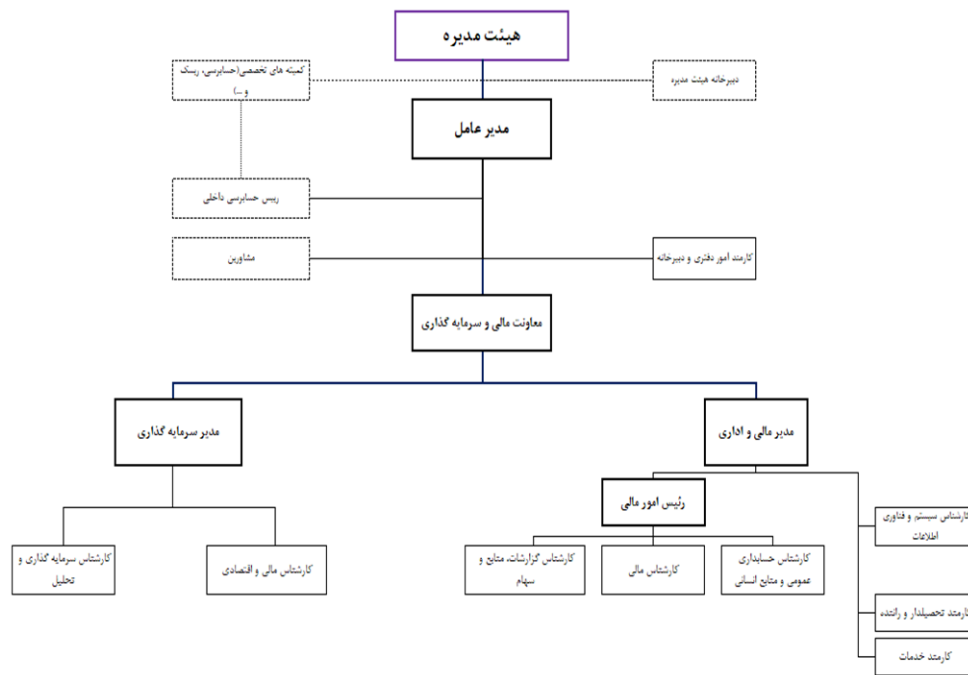 هیئت مدیره
کمیته های تخصصی(حسابرسی، ریسک
و ...)
دبیرخانه هیئت مدیره
مدیر عامل
رییس حسابرسی داخلی
مشاورین
کارمند امور دفتری و دبیرخانه
معاونت مالی و سرمایه گذاری
مدیر مالی و اداری
مدیر سرمایه گذاری
رئیس امور مالی
کارشناس سیستم و فناوری
اطلاعات
کارشناس حسابداری
عمومی و منابع انسانی
کارشناس مالی
کارشناس گزارشات، منابع و
سهام
کارشناس مالی و اقتصادی
کارشناس سرمایه گذاری و
تحلیل
کارمند تحصیلدار و راننده
کارمند خدمات